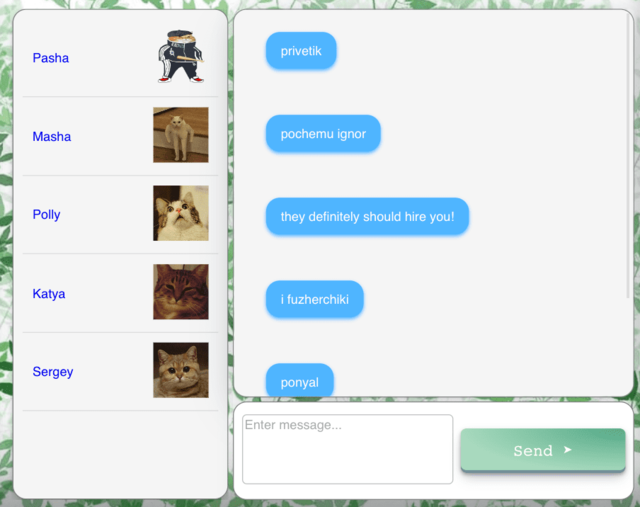 Pasha
Masha
Polly
Katya
Sergey
privetik
pochemu ignor
they definitely should hire you!
i fuzherchiki
ponyal
Enter message...
Send ➤